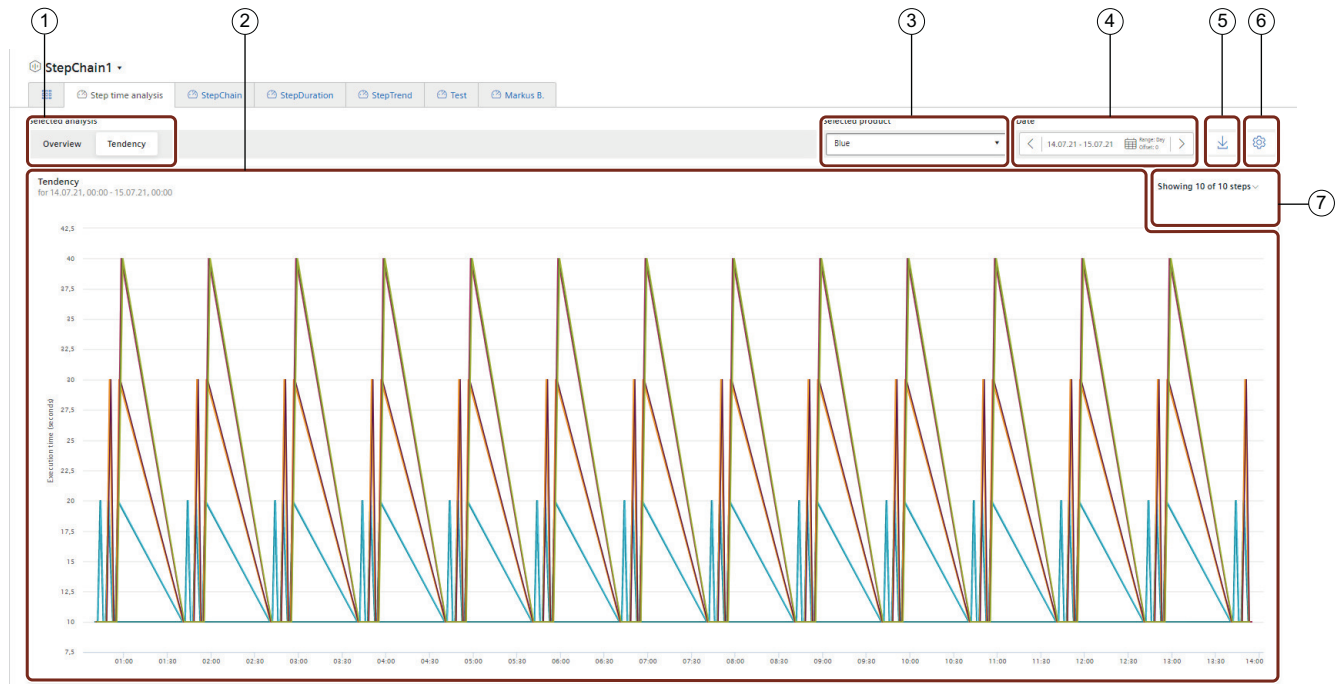 1 2 3 4 5 6
StepChain1
Step time analysis StepChain StepDuration StepTrend Test Markus B.
Selected analysis Selected product Date
Overview Tendency Blue 14.07.21 - 15.07.21 Range: Day
Offset: 0
Tendency Showing 10 of 10 steps
for 14.07.21, 00:00 - 15.07.21, 00:00
7
42,5
40
37,5
35
32,5
30
27,5
25
22,5
20
17,5
15
12,5
10
7,5
Execution time (seconds)
01:00 01:30 02:00 02:30 03:00 03:30 04:00 04:30 05:00 05:30 06:00 06:30 07:00 07:30 08:00 08:30 09:00 09:30 10:00 10:30 11:00 11:30 12:00 12:30 13:00 13:30 14:00